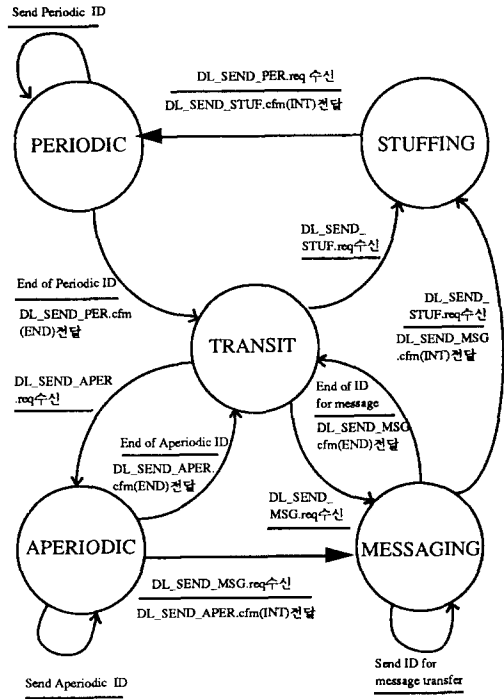 Send Periodic ID
DL_SEND_PER.req 수신
DL_SEND_STUF.cfm(INT)전달
PERIODIC
STUFFING
DL_SEND_
STUF.req수신
End of Periodic ID
DL_SEND_PER.cfm
(END)전달
DL_SEND_
STUF.req수신
DL_SEND_MSG
.cfm(INT)전달
TRANSIT
DL_SEND_APER
.req수신
End of ID
for message
DL_SEND_MSG
cfm(END)전달
End of Aperiodic ID
DL_SEND_APER.
cfm(END)전달
DL_SEND_
MSG.req수신
APERIODIC
MESSAGING
DL_SEND_MSG.req수신
DL_SEND_APER.cfm(INT)전달
Send Aperiodic ID
Send ID for
message transfer